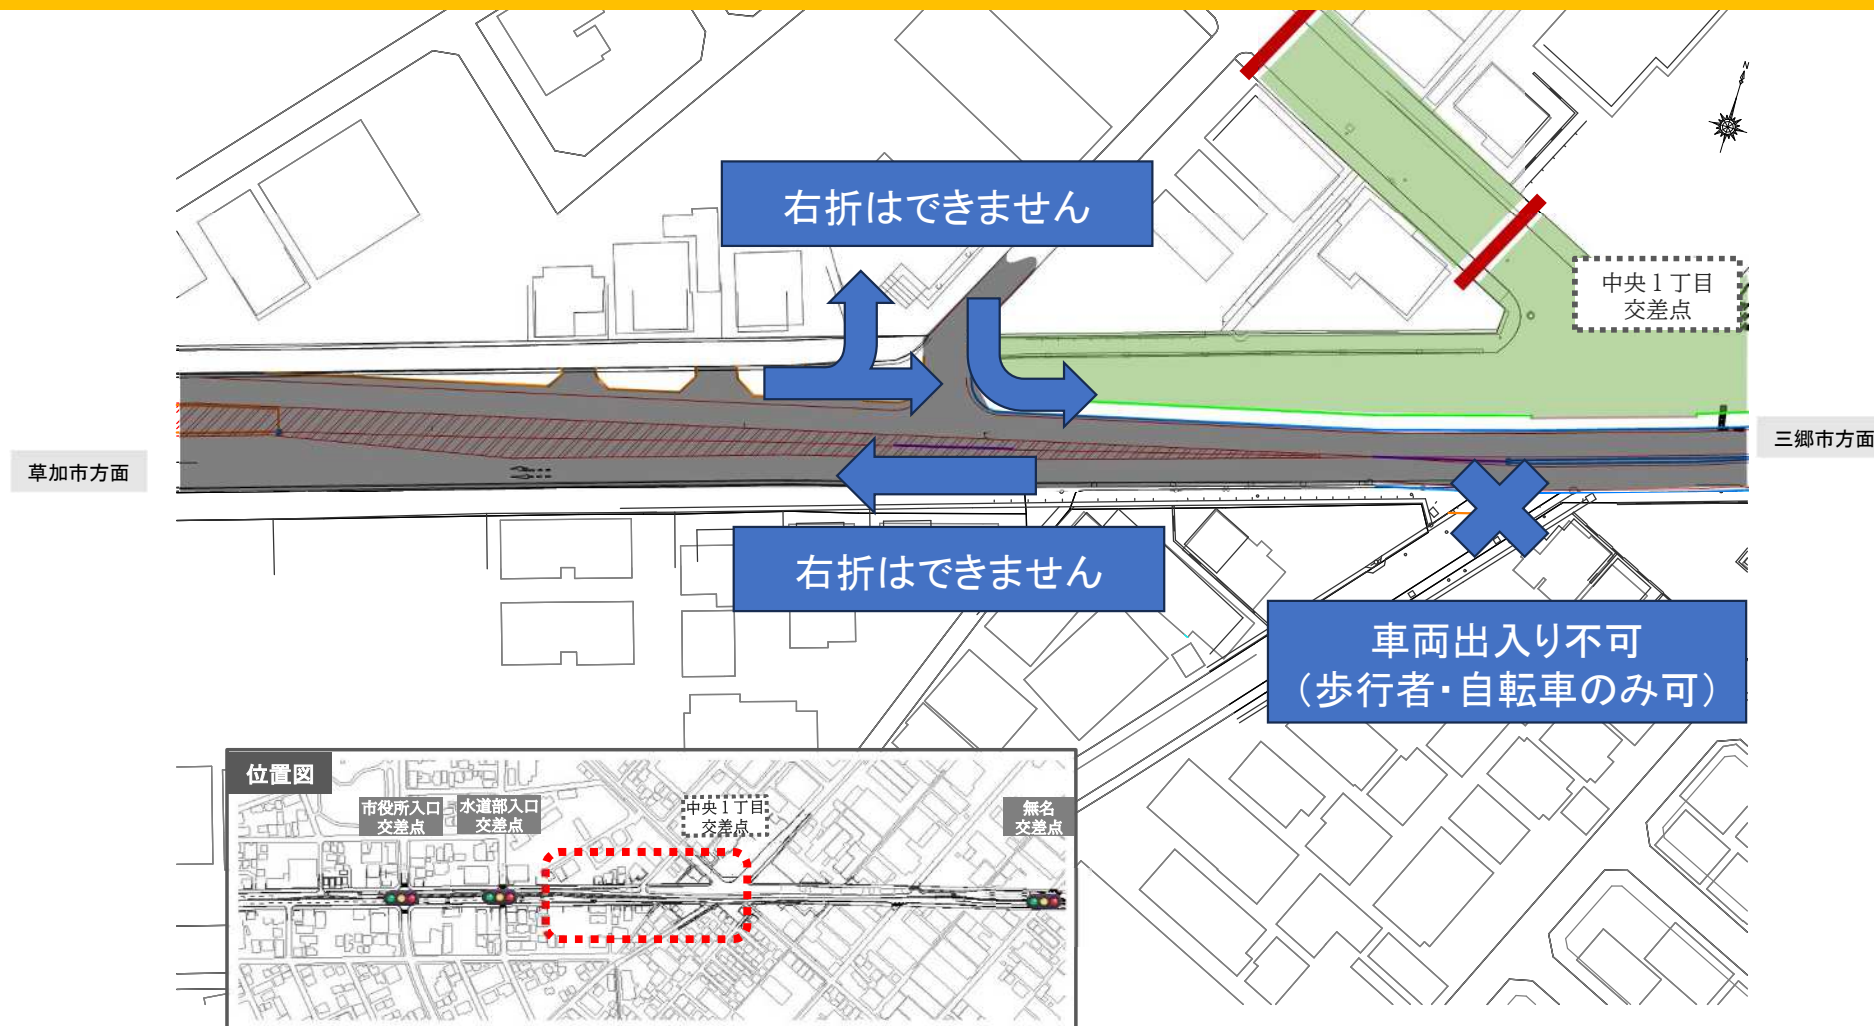 N
右折はできません
中央１丁目
交差点
草加市方面
三郷市方面
右折はできません
車両出入り不可
（歩行者・自転車のみ可）
位置図
市役所入口
交差点
水道部入口
交差点
中央１丁目
交差点
無名
交差点